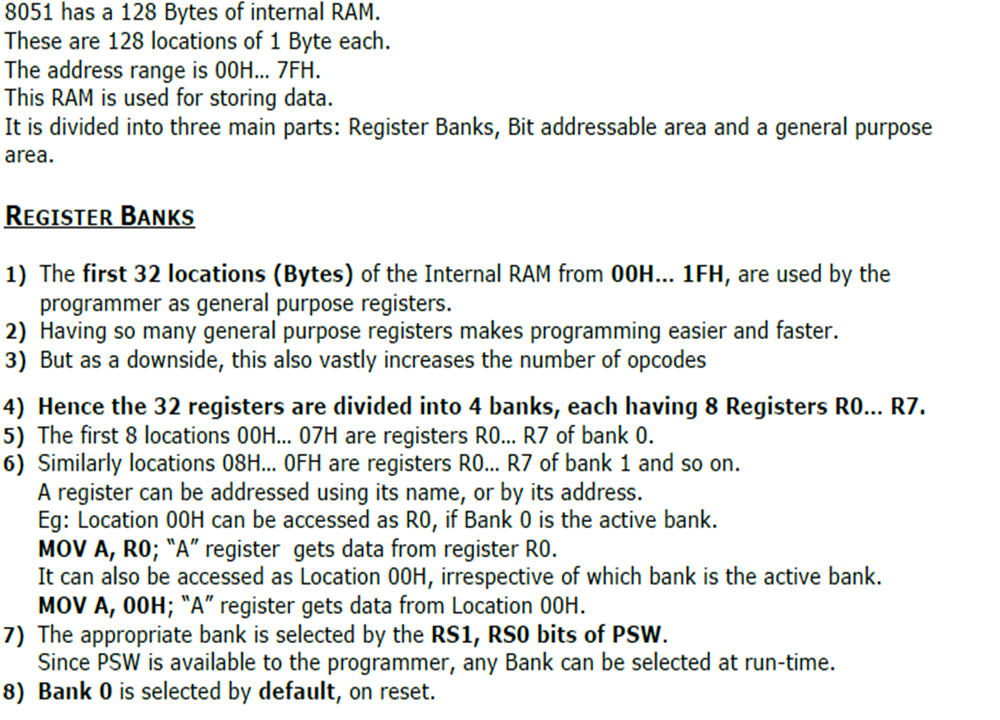 8051 has a 128 Bytes of internal RAM.
These are 128 locations of 1 Byte each.
The address range is 00H... 7FH.
This RAM is used for storing data.
It is divided into three main parts: Register Banks, Bit addressable area and a general purpose
area.
REGISTER BANKS
1) The first 32 locations (Bytes) of the Internal RAM from 00H... 1FH, are used by the
programmer as general purpose registers.
2) Having so many general purpose registers makes programming easier and faster.
3) But as a downside, this also vastly increases the number of opcodes
4) Hence the 32 registers are divided into 4 banks, each having 8 Registers R0... R7.
5) The first 8 locations 00H... 07H are registers R0... R7 of bank 0.
6) Similarly locations 08H... 0FH are registers R0... R7 of bank 1 and so on.
A register can be addressed using its name, or by its address.
Eg: Location 00H can be accessed as R0, if Bank 0 is the active bank.
MOV A, R0; “A” register gets data from register R0.
It can also be accessed as Location 00H, irrespective of which bank is the active bank.
MOV A, 00H; “A” register gets data from Location 00H.
7) The appropriate bank is selected by the RS1, RS0 bits of PSW.
Since PSW is available to the programmer, any Bank can be selected at run-time.
8) Bank 0 is selected by default, on reset.